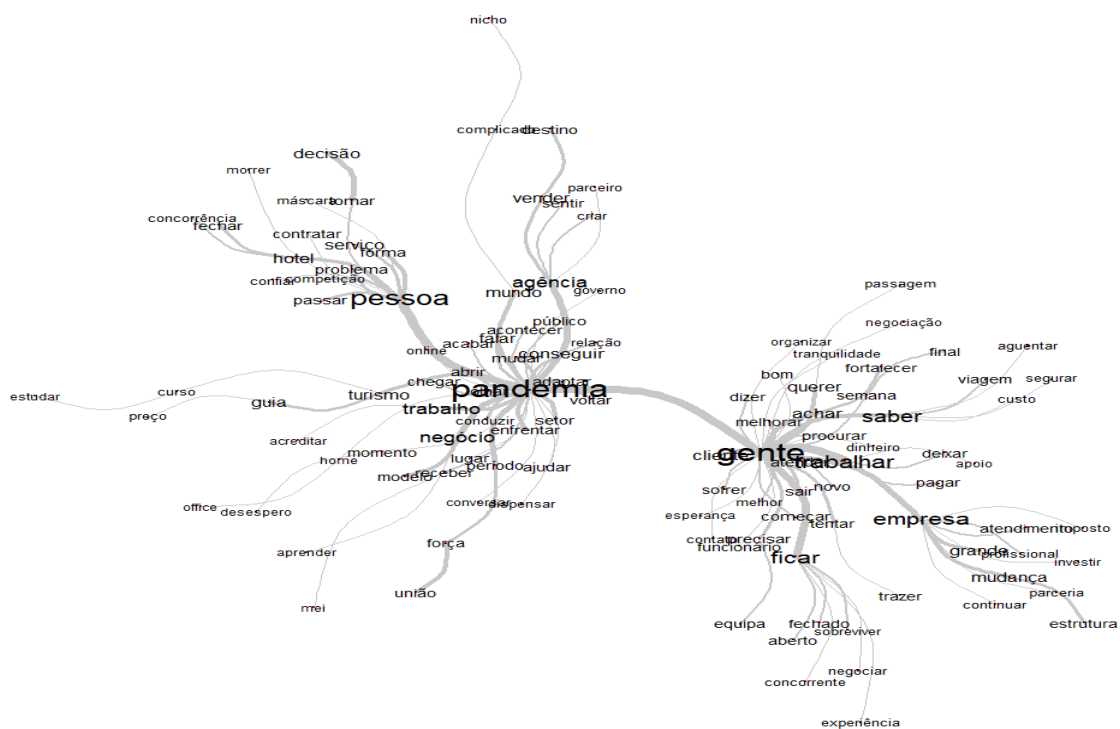 nicho
complicado
destino
decisão
morrer
parceiro
máscara
tomar
vender
sentir
criar
concorrência
fechar
contratar
serviço
forma
hotel
problema
confiar
competição
passar
pessoa
mundo
agência
governo
passagem
público
acontecer
falar
relação
negociação
acabar
online
mudar
conseguir
organizar
tranquilidade
final
aguentar
abrir
chegar
adaptar
bom
fortalecer
viagem
segurar
estudar
curso
turismo
pandemia
voltar
dizer
querer
semana
custo
preço
guia
trabalho
conduzir
setor
melhorar
achar
saber
acreditar
negócio
enfrentar
procurar
momento
home
lugar
período
ajudar
cliente
gente
atender
trabalhar
dinheiro
deixar
apoio
modelo
receber
sofrer
sair
novo
pagar
office
desespero
conversar
dispensar
melhor
esperança
começar
tentar
empresa
atendimento
imposto
aprender
força
contato
precisar
funcionário
ficar
grande
profissional
investir
união
mudança
parceria
mei
trazer
continuar
equipa
fechado
sobreviver
aberto
estrutura
negociar
concorrente
experiência